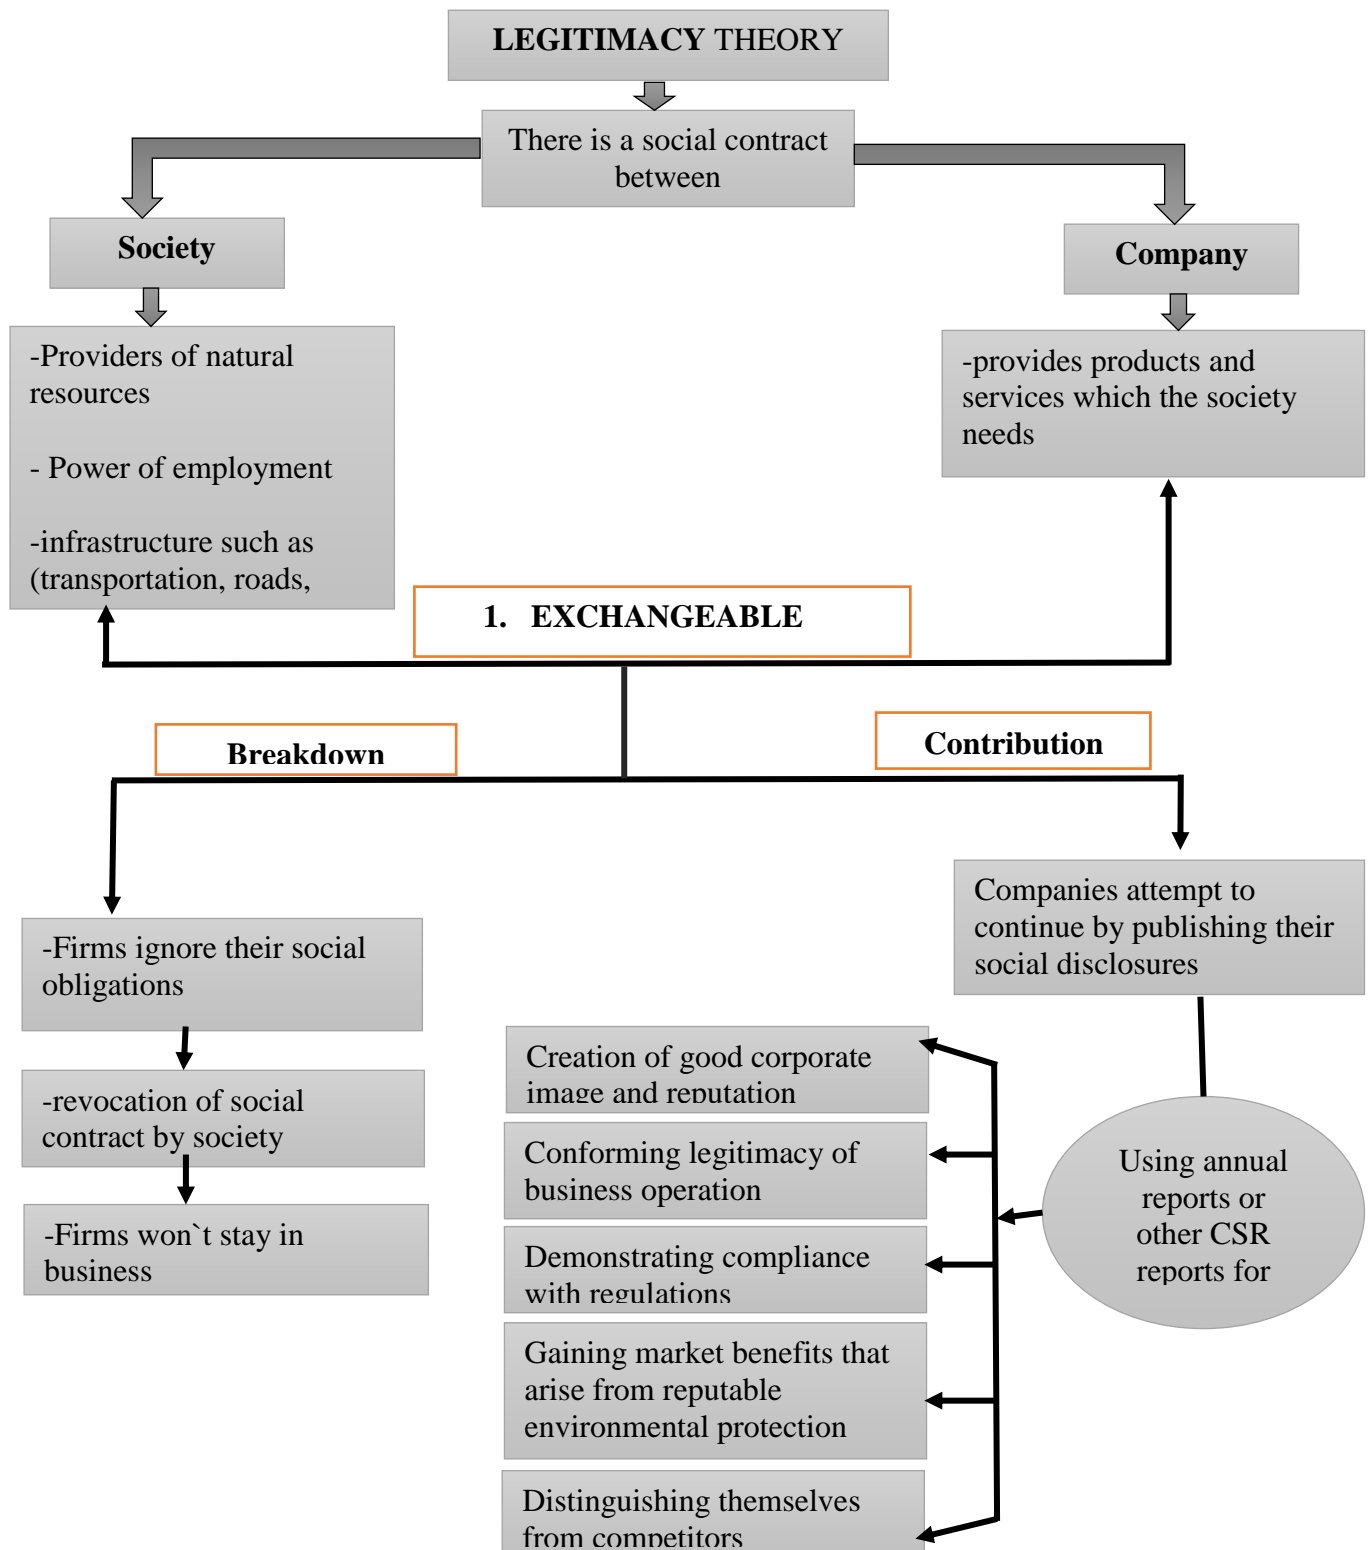 LEGITIMACY THEORY
There is a social contract
between
Society
Company
-Providers of natural
resources
- Power of employment
-infrastructure such as
(transportation, roads,
-provides products and
services which the society
needs
1. EXCHANGEABLE
Breakdown
Contribution
-Firms ignore their social
obligations
-revocation of social
contract by society
-Firms won`t stay in
business
Companies attempt to
continue by publishing their
social disclosures
Using annual
reports or
other CSR
reports for
Creation of good corporate
image and reputation
Conforming legitimacy of
business operation
Demonstrating compliance
with regulations
Gaining market benefits that
arise from reputable
environmental protection
Distinguishing themselves
from competitors